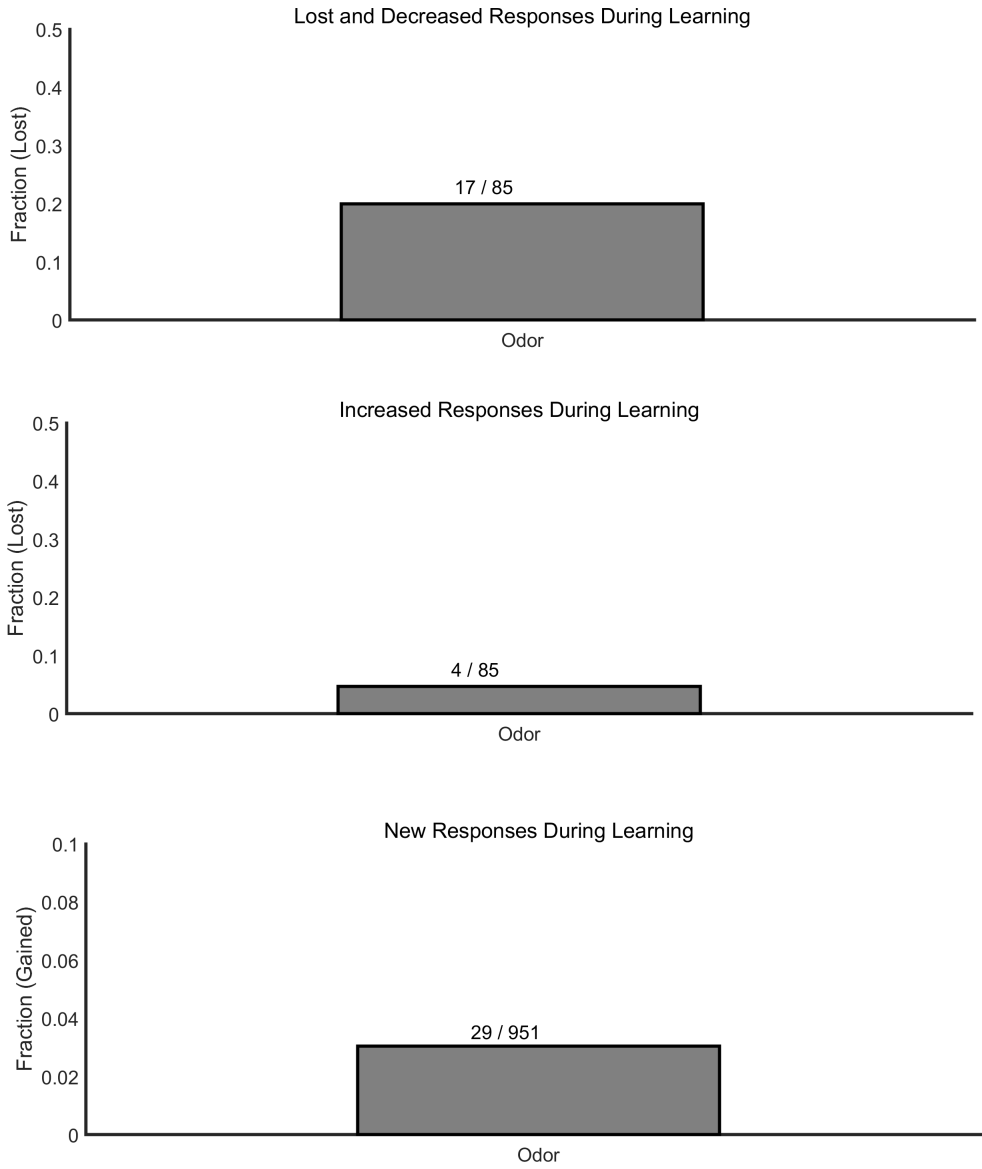 Lost and Decreased Responses During Learning
0.5
0.4
0.3
0.2
0.1
0
Fraction (Lost)
17 / 85
Odor
Increased Responses During Learning
0.5
0.4
0.3
0.2
0.1
0
Fraction (Lost)
4 / 85
Odor
New Responses During Learning
0.1
0.08
0.06
0.04
0.02
0
Fraction (Gained)
29 / 951
Odor